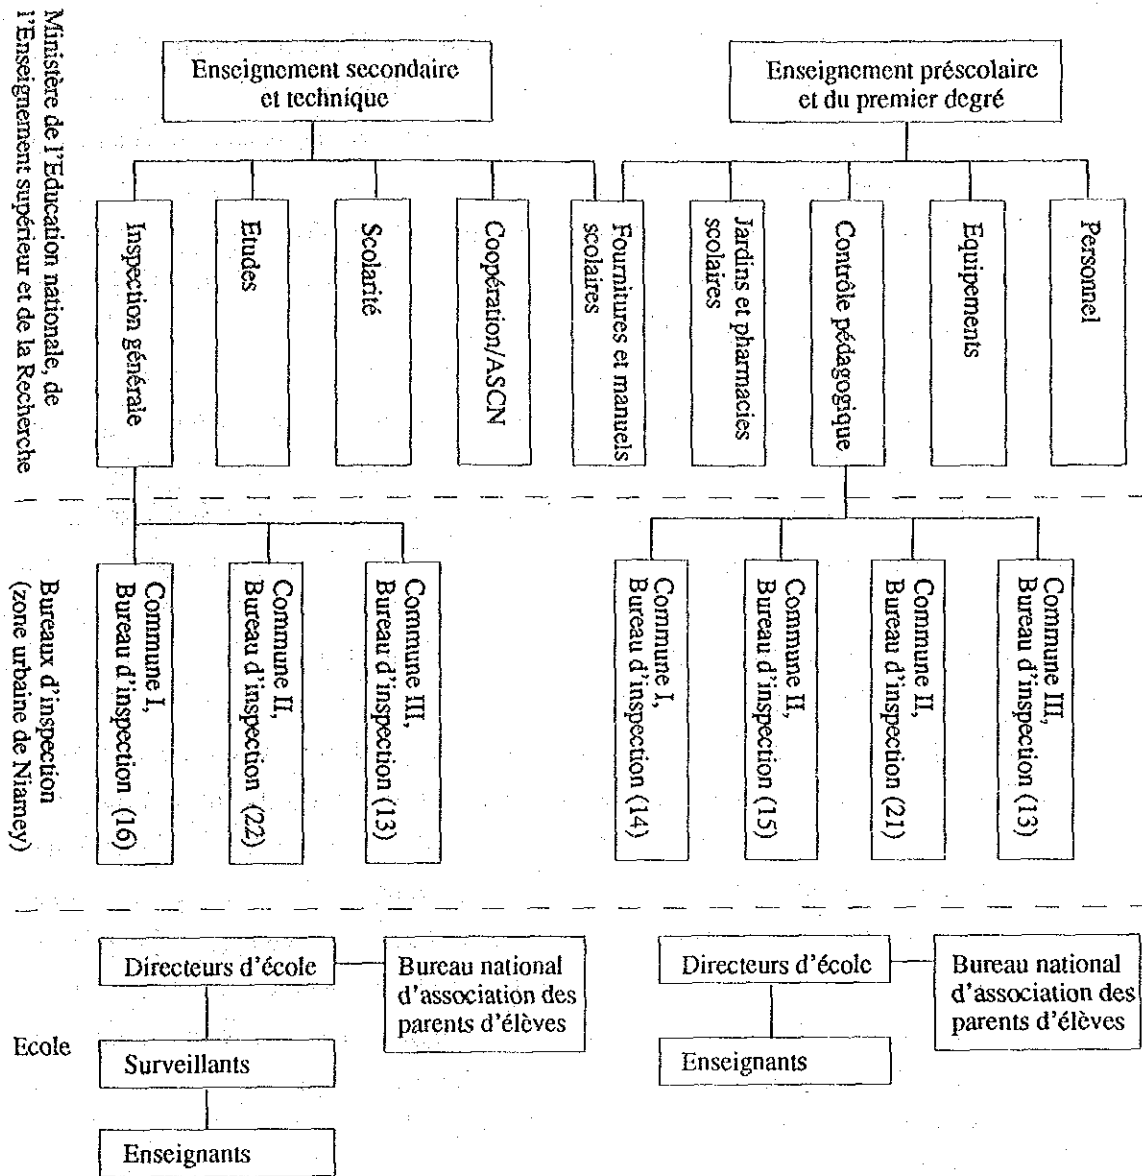 Ministère de l'Education nationale, de
l'Enseignement supérieur et de la Recherche
Enseignement secondaire
et technique
Enseignement préscolaire
et du premier degré
Inspection générale
Etudes
Scolarité
Coopération/ASCN
Fournitures et manuels
scolaires
Jardins et pharmacies
scolaires
Contrôle pédagogique
Equipements
Personnel
Bureaux d'inspection
(zone urbaine de Niamey)
Commune I,
Bureau d'inspection (16)
Commune II,
Bureau d'inspection (22)
Commune III,
Bureau d'inspection (13)
Commune I,
Bureau d'inspection (14)
Commune II,
Bureau d'inspection (15)
Commune II,
Bureau d'inspection (21)
Commune III,
Bureau d'inspection (13)
Ecole
Directeurs d'école
Bureau national
d'association des
parents d'élèves
Surveillants
Enseignants
Directeurs d'école
Bureau national
d'association des
parents d'élèves
Enseignants